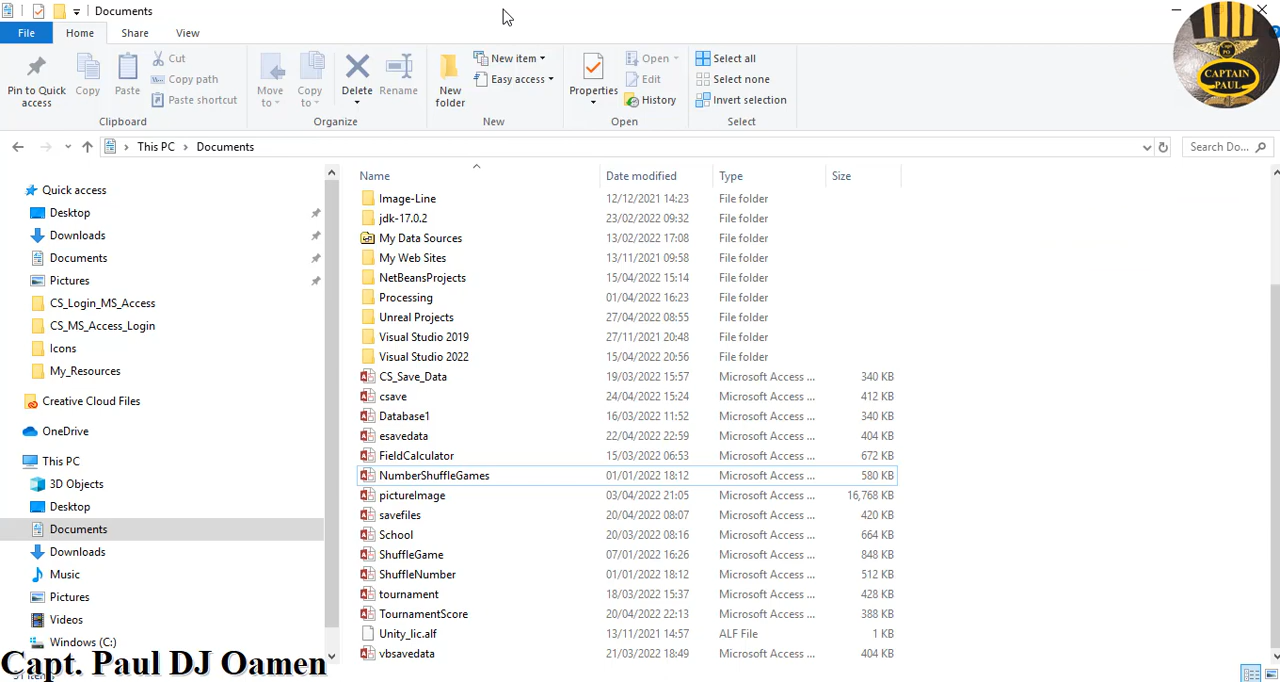 Documents
File Home Share View
Pin to Quick access
Copy
Paste
Cut
Copy path
Paste shortcut
Clipboard
Move to
Copy to
Delete
Rename
Organize
New folder
New item
Easy access
New
Properties
Open
Edit
History
Open
Select all
Select none
Invert selection
Select
CAPTAIN
PAUL
This PC > Documents
Search Do...
Quick access
Desktop
Downloads
Documents
Pictures
CS_Login_MS_Access
CS_MS_Access_Login
Icons
My_Resources
Creative Cloud Files
OneDrive
This PC
3D Objects
Desktop
Documents
Downloads
Music
Pictures
Videos
Windows (C:)
Name Date modified Type Size
Image-Line 12/12/2021 14:23 File folder
jdk-17.0.2 23/02/2022 09:32 File folder
My Data Sources 13/02/2022 17:08 File folder
My Web Sites 13/11/2021 09:58 File folder
NetBeansProjects 15/04/2022 15:14 File folder
Processing 01/04/2022 16:23 File folder
Unreal Projects 27/04/2022 08:55 File folder
Visual Studio 2019 27/11/2021 20:48 File folder
Visual Studio 2022 15/04/2022 20:56 File folder
CS_Save_Data 19/03/2022 15:57 Microsoft Access ... 340 KB
csave 24/04/2022 15:24 Microsoft Access ... 412 KB
Database1 16/03/2022 11:52 Microsoft Access ... 340 KB
esavedata 22/04/2022 22:59 Microsoft Access ... 404 KB
FieldCalculator 15/03/2022 06:53 Microsoft Access ... 672 KB
NumberShuffleGames 01/01/2022 18:12 Microsoft Access ... 580 KB
pictureImage 03/04/2022 21:05 Microsoft Access ... 16,768 KB
savefiles 20/04/2022 08:07 Microsoft Access ... 420 KB
School 20/03/2022 08:16 Microsoft Access ... 664 KB
ShuffleGame 07/01/2022 16:26 Microsoft Access ... 848 KB
ShuffleNumber 01/01/2022 18:12 Microsoft Access ... 512 KB
tournament 18/03/2022 15:37 Microsoft Access ... 428 KB
TournamentScore 20/04/2022 22:13 Microsoft Access ... 388 KB
Unity_lic.alf 13/11/2021 14:57 ALF File 1 KB
vbsavedata 21/03/2022 18:49 Microsoft Access ... 404 KB
Capt. Paul DJ Oamen